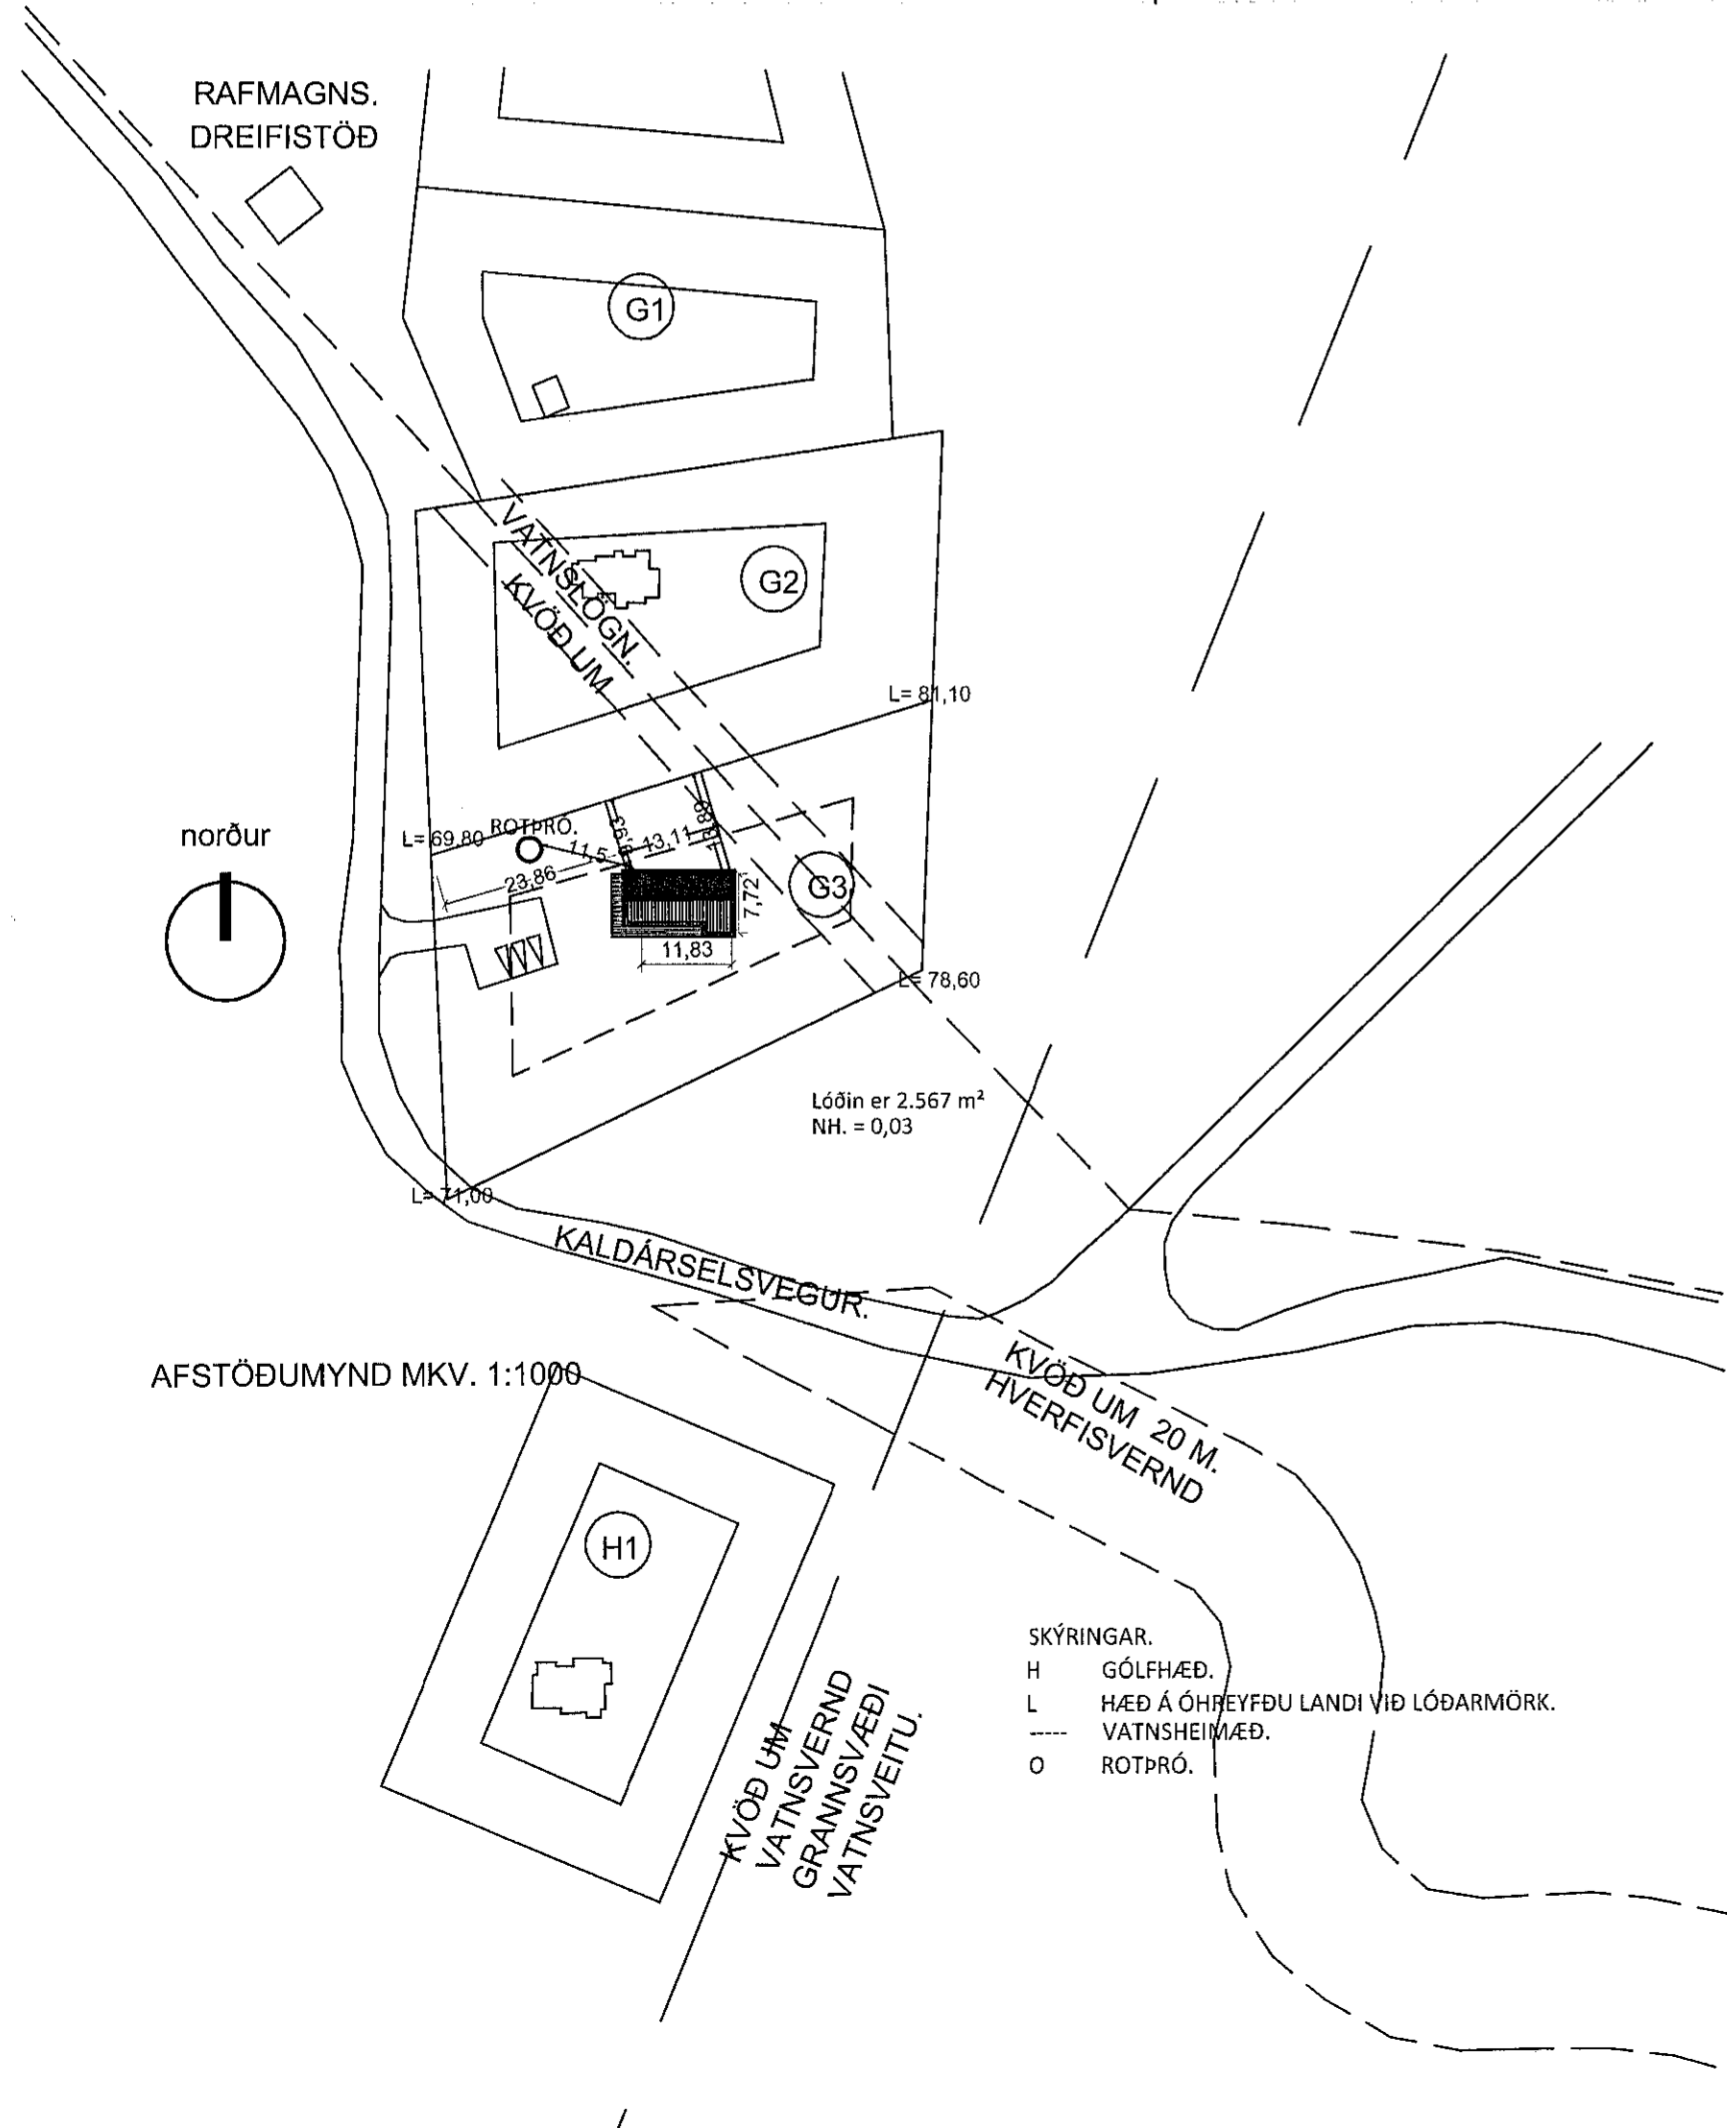 RAFMAGNS.
DREIFISTÖÐ
G1
VATNSLÖGN.
KVÖÐ UM
G2
L= 81,10
norður
L= 69,80
ROTÞRÓ.
11,5
13,11
23,86
G3
7,72
11,83
L= 78,60
Lóðin er 2.567 m²
NH. = 0,03
L= 71,00
KALDÁRSELSVEGUR.
AFSTÖÐUMYND MKV. 1:1000
KVÖÐ UM 20 M.
HVERFISVERND
H1
KVÖÐ UM
VATNSVERND
GRANNSVÆÐI
VATNSVEITU.
SKÝRINGAR.
H GÓLFHÆÐ.
L HÆÐ Á ÓHREYFÐU LANDI VIÐ LÓÐARMÖRK.
----- VATNSHEIMÆÐ.
O ROTÞRÓ.